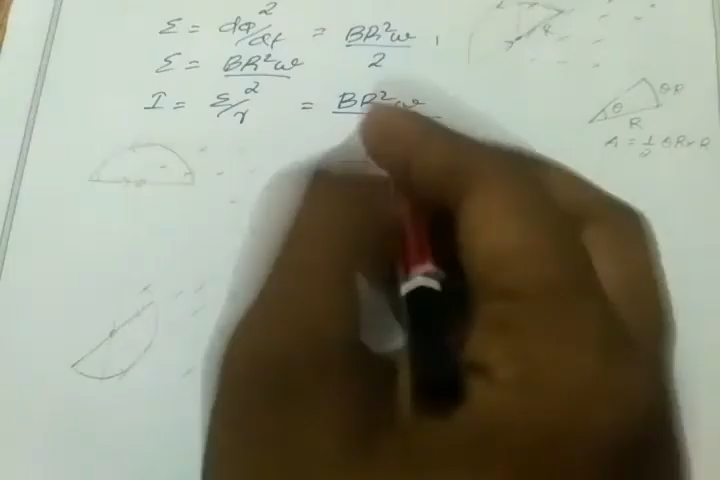 Σ = dΦ/dt = BR²ω/2,
Σ = BR²ω/2
I = Σ/r = BR²ω
R
θ
θR
R
A = 1/2 θR×R